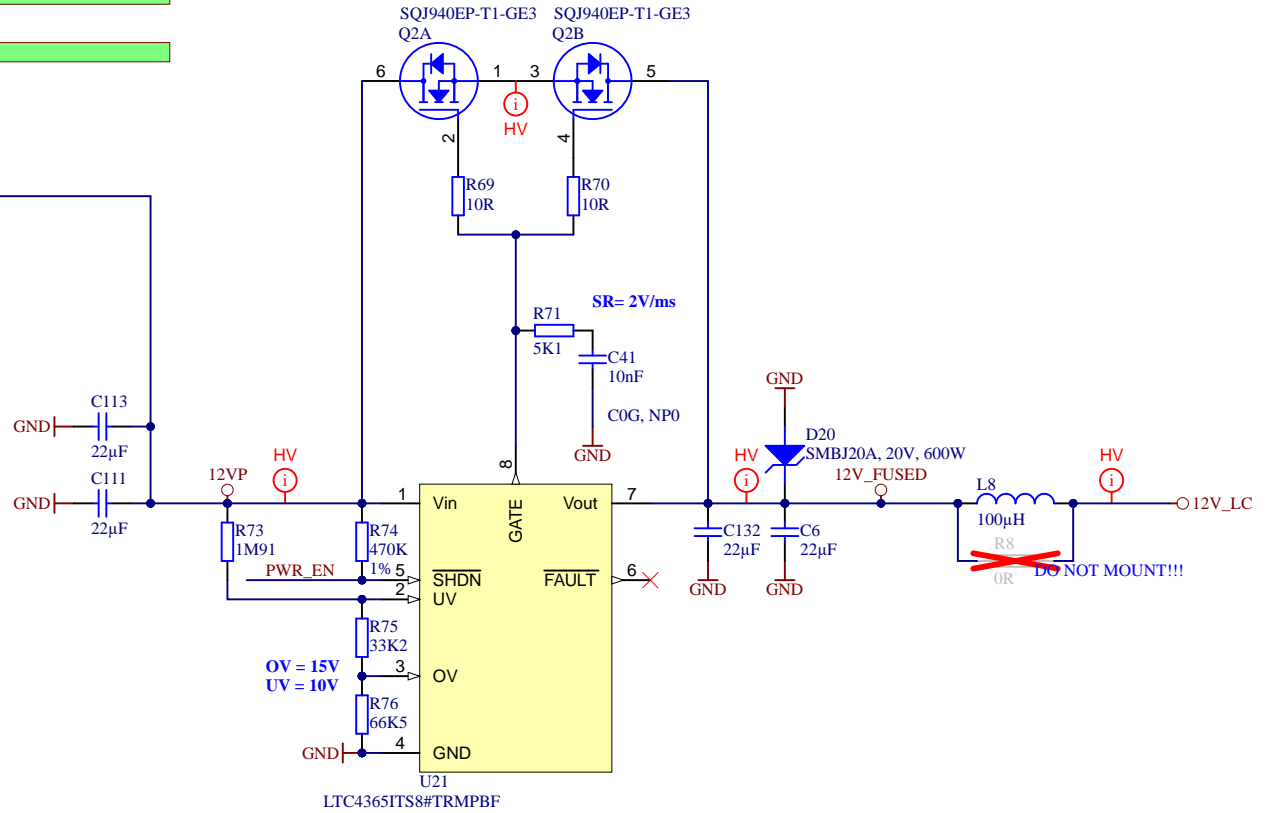 SQJ940EP-T1-GE3 SQJ940EP-T1-GE3
Q2A Q2B
6 1 3 5
i
HV
2 4
R69 R70
10R 10R
SR= 2V/ms
R71
5K1
C41
10nF
C0G, NP0
GND
C113
GND
22µF
C111
GND
22µF
12VP
HV
i
8
1 Vin
GATE
Vout 7
R73
1M91
R74
470K
1%
PWR_EN
5 SHDN
2 UV
FAULT 6
R75
33K2
OV = 15V
UV = 10V
3 OV
R76
66K5
GND
4 GND
U21
LTC4365ITS8#TRMPBF
GND
D20
SMBJ20A, 20V, 600W
HV
i
12V_FUSED
C132
22µF
GND
C6
22µF
GND
L8
100µH
R8
0R
DO NOT MOUNT!!!
HV
i
12V_LC